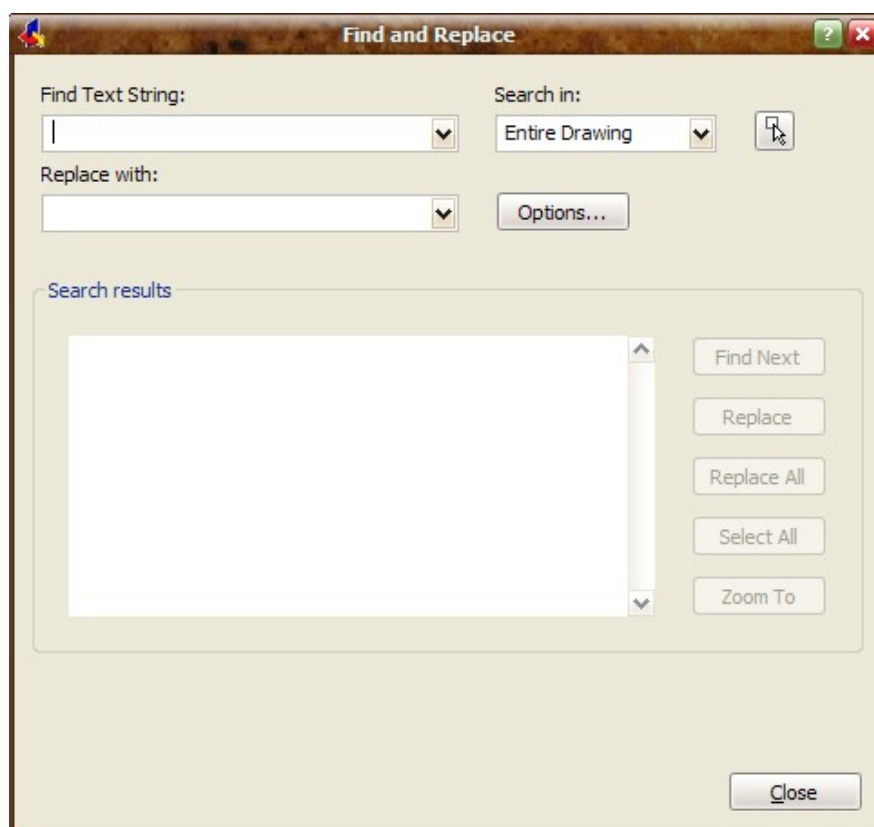 Find and Replace
Find Text String:
Search in:
Entire Drawing
Replace with:
Options...
Search results
Find Next
Replace
Replace All
Select All
Zoom To
Close